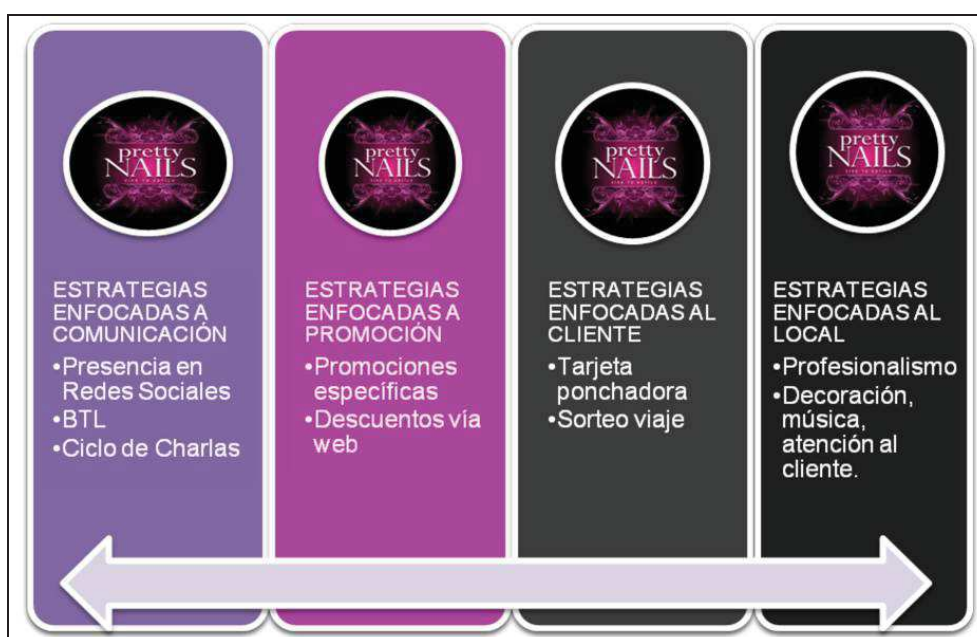 pretty
NAILS
pretty
NAILS
pretty
NAILS
pretty
NAILS
ESTRATEGIAS
ENFOCADAS A
COMUNICACIÓN
•Presencia en
Redes Sociales
•BTL
•Ciclo de Charlas
ESTRATEGIAS
ENFOCADAS A
PROMOCIÓN
•Promociones
específicas
•Descuentos vía
web
ESTRATEGIAS
ENFOCADAS AL
CLIENTE
•Tarjeta
ponchadora
•Sorteo viaje
ESTRATEGIAS
ENFOCADAS AL
LOCAL
•Profesionalismo
•Decoración,
música,
atención al
cliente.